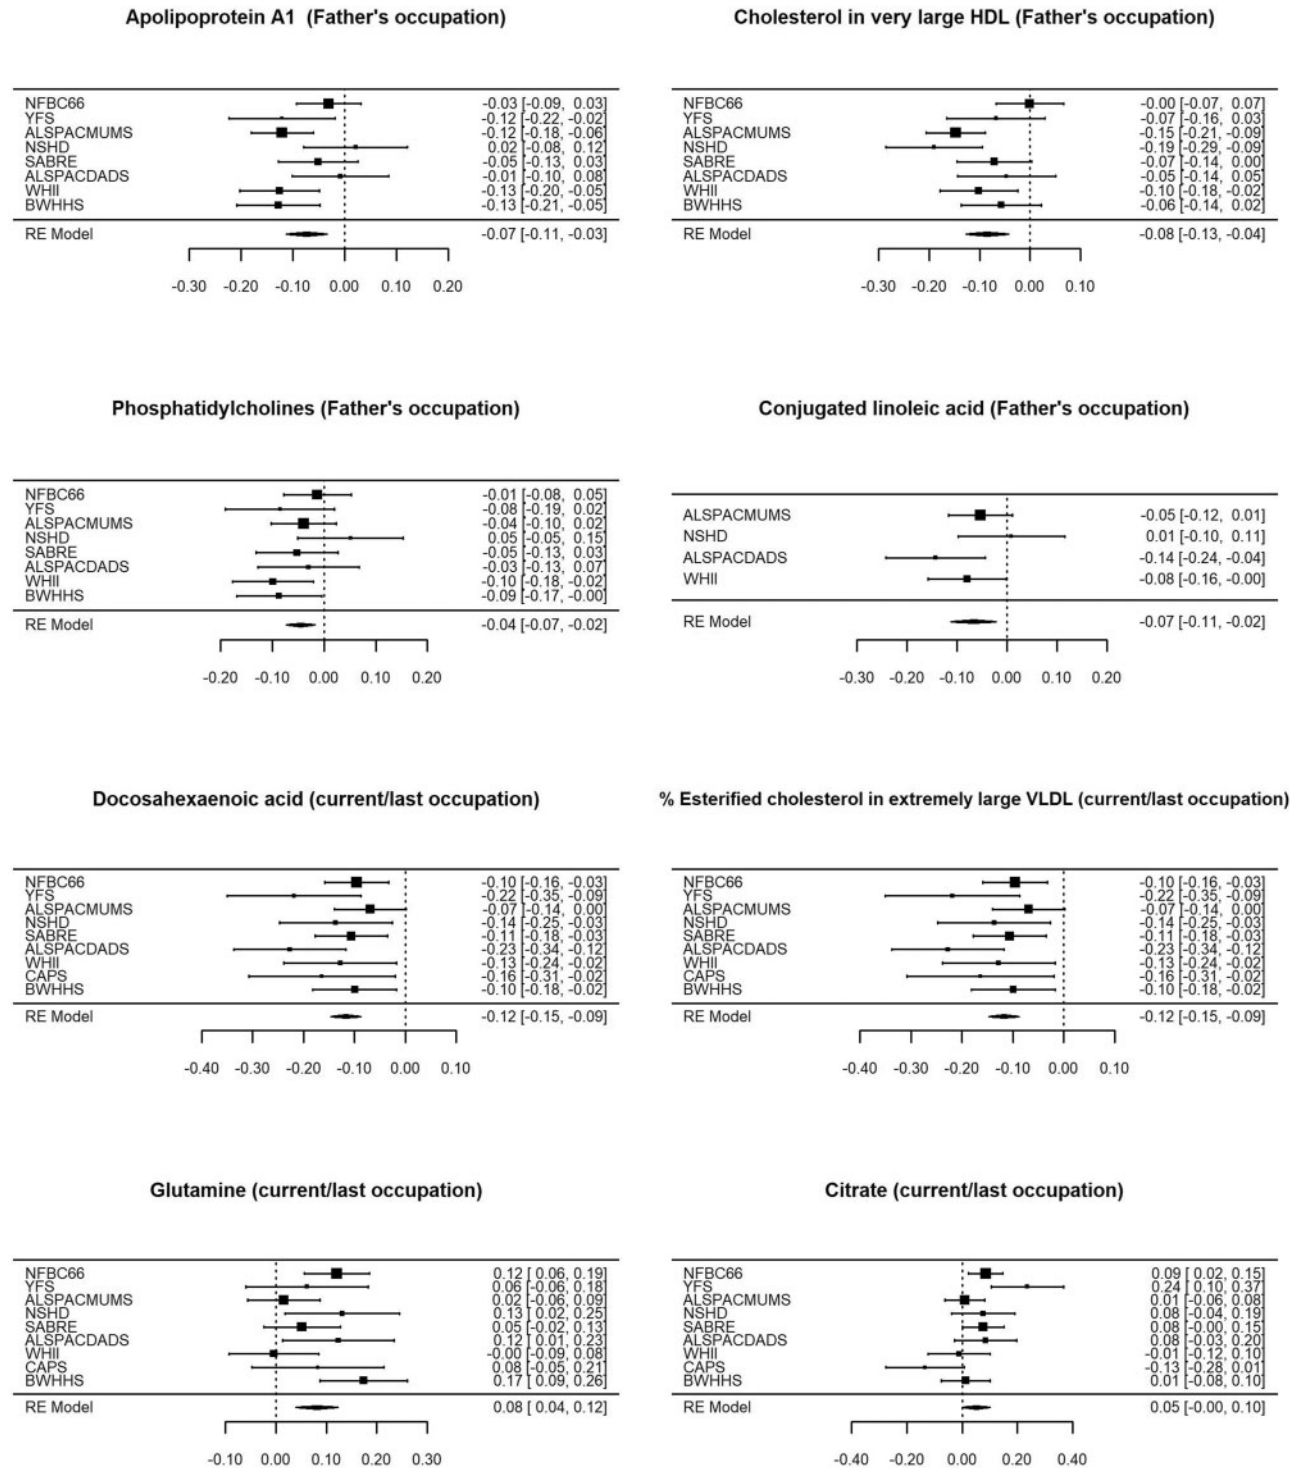 Apolipoprotein A1 (Father's occupation)
NFBC66 -0.03 [-0.09, 0.03]
YFS -0.12 [-0.22, -0.02]
ALSPACMUMS -0.12 [-0.18, -0.06]
NSHD 0.02 [-0.08, 0.12]
SABRE -0.05 [-0.13, 0.03]
ALSPACDADS -0.01 [-0.10, 0.08]
WHII -0.13 [-0.20, -0.05]
BWHHS -0.13 [-0.21, -0.05]
RE Model -0.07 [-0.11, -0.03]
-0.30 -0.20 -0.10 0.00 0.10 0.20
Cholesterol in very large HDL (Father's occupation)
NFBC66 -0.00 [-0.07, 0.07]
YFS -0.07 [-0.16, 0.03]
ALSPACMUMS -0.15 [-0.21, -0.09]
NSHD -0.19 [-0.29, -0.09]
SABRE -0.07 [-0.14, 0.00]
ALSPACDADS -0.05 [-0.14, 0.05]
WHII -0.10 [-0.18, -0.02]
BWHHS -0.06 [-0.14, 0.02]
RE Model -0.08 [-0.13, -0.04]
-0.30 -0.20 -0.10 0.00 0.10
Phosphatidylcholines (Father's occupation)
NFBC66 -0.01 [-0.08, 0.05]
YFS -0.08 [-0.19, 0.02]
ALSPACMUMS -0.04 [-0.10, 0.02]
NSHD 0.05 [-0.05, 0.15]
SABRE -0.05 [-0.13, 0.03]
ALSPACDADS -0.03 [-0.13, 0.07]
WHII -0.10 [-0.18, -0.02]
BWHHS -0.09 [-0.17, -0.00]
RE Model -0.04 [-0.07, -0.02]
-0.20 -0.10 0.00 0.10 0.20
Conjugated linoleic acid (Father's occupation)
ALSPACMUMS -0.05 [-0.12, 0.01]
NSHD 0.01 [-0.10, 0.11]
ALSPACDADS -0.14 [-0.24, -0.04]
WHII -0.08 [-0.16, -0.00]
RE Model -0.07 [-0.11, -0.02]
-0.30 -0.20 -0.10 0.00 0.10 0.20
Docosahexaenoic acid (current/last occupation)
NFBC66 -0.10 [-0.16, -0.03]
YFS -0.22 [-0.35, -0.09]
ALSPACMUMS -0.07 [-0.14, 0.00]
NSHD -0.14 [-0.25, -0.03]
SABRE -0.11 [-0.18, -0.03]
ALSPACDADS -0.23 [-0.34, -0.12]
WHII -0.13 [-0.24, -0.02]
CAPS -0.16 [-0.31, -0.02]
BWHHS -0.10 [-0.18, -0.02]
RE Model -0.12 [-0.15, -0.09]
-0.40 -0.30 -0.20 -0.10 0.00 0.10
% Esterified cholesterol in extremely large VLDL (current/last occupation)
NFBC66 -0.10 [-0.16, -0.03]
YFS -0.22 [-0.35, -0.09]
ALSPACMUMS -0.07 [-0.14, 0.00]
NSHD -0.14 [-0.25, -0.03]
SABRE -0.11 [-0.18, -0.03]
ALSPACDADS -0.23 [-0.34, -0.12]
WHII -0.13 [-0.24, -0.02]
CAPS -0.16 [-0.31, -0.02]
BWHHS -0.10 [-0.18, -0.02]
RE Model -0.12 [-0.15, -0.09]
-0.40 -0.30 -0.20 -0.10 0.00 0.10
Glutamine (current/last occupation)
NFBC66 0.12 [ 0.06, 0.19]
YFS 0.06 [-0.06, 0.18]
ALSPACMUMS 0.02 [-0.06, 0.09]
NSHD 0.13 [ 0.02, 0.25]
SABRE 0.05 [-0.02, 0.13]
ALSPACDADS 0.12 [ 0.01, 0.23]
WHII -0.00 [-0.09, 0.08]
CAPS 0.08 [-0.05, 0.21]
BWHHS 0.17 [ 0.09, 0.26]
RE Model 0.08 [ 0.04, 0.12]
-0.10 0.00 0.10 0.20 0.30
Citrate (current/last occupation)
NFBC66 0.09 [ 0.02, 0.15]
YFS 0.24 [ 0.10, 0.37]
ALSPACMUMS 0.01 [-0.06, 0.08]
NSHD 0.08 [-0.04, 0.19]
SABRE 0.08 [-0.00, 0.15]
ALSPACDADS 0.08 [-0.03, 0.20]
WHII -0.01 [-0.12, 0.10]
CAPS -0.13 [-0.28, 0.01]
BWHHS 0.01 [-0.08, 0.10]
RE Model 0.05 [-0.00, 0.10]
-0.40 -0.20 0.00 0.20 0.40